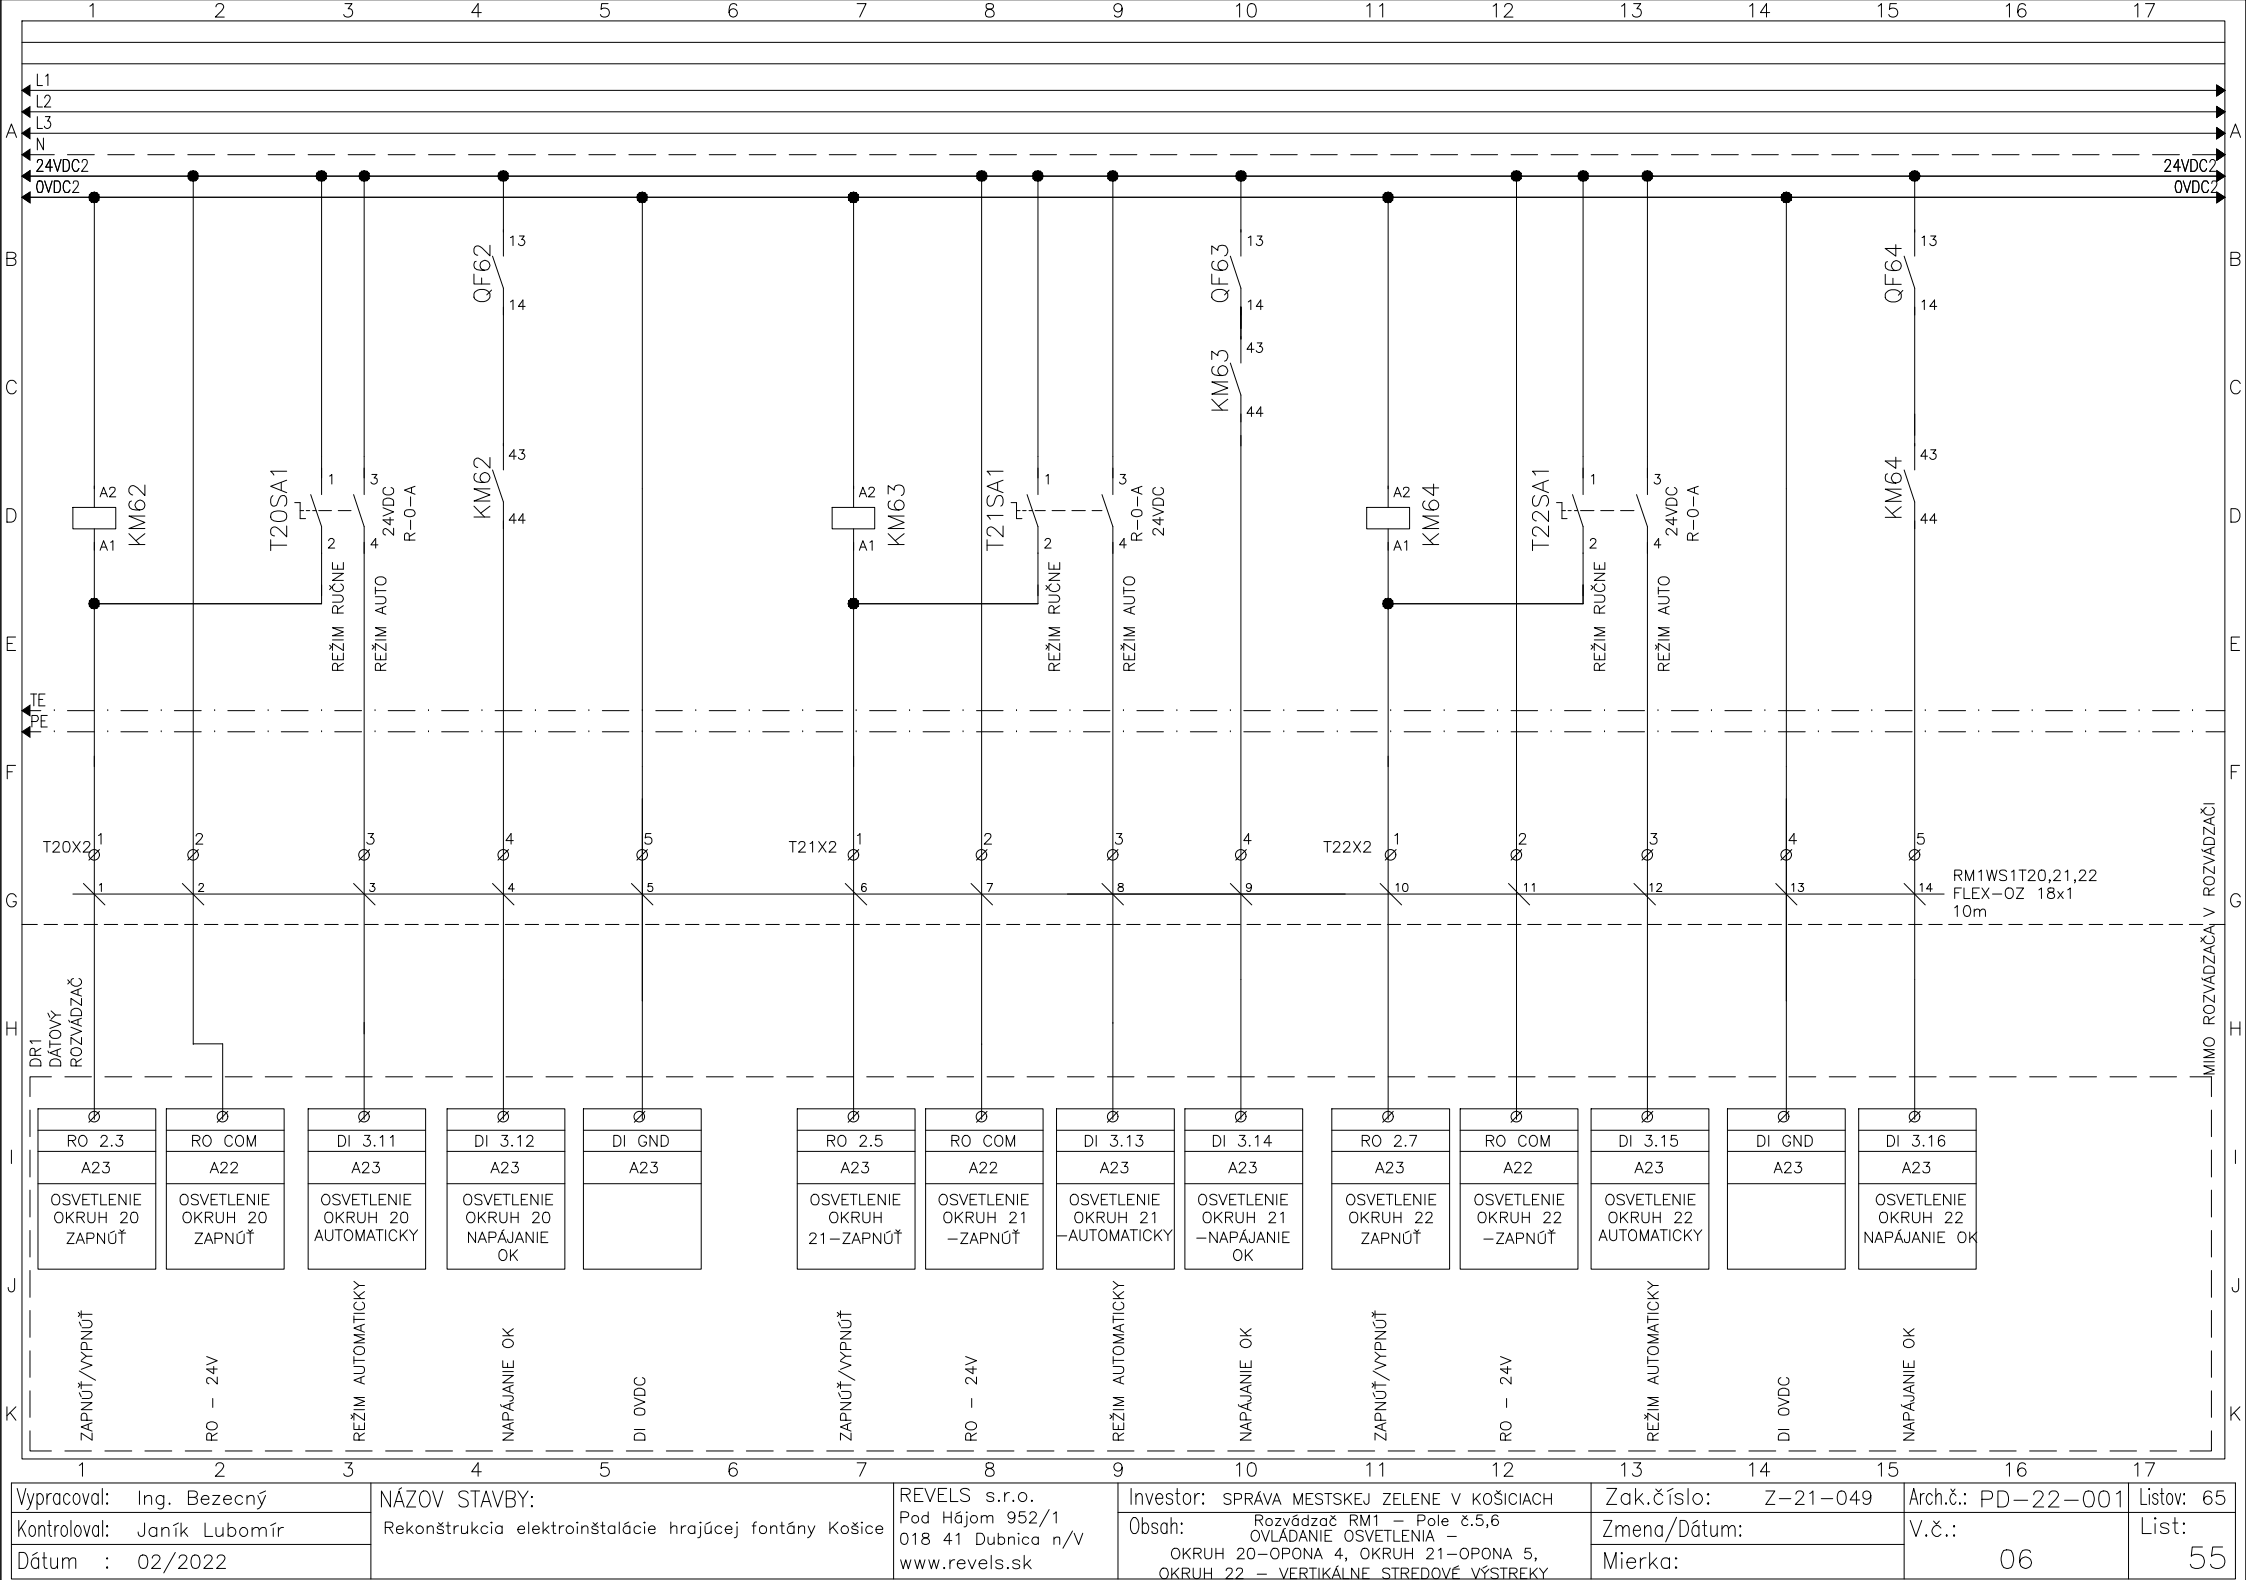 1 2 3 4 5 6 7 8 9 10 11 12 13 14 15 16 17
L1
L2
A L3 A
N
24VDC2 24VDC2
0VDC2 0VDC2
B QF62 13 14 QF63 13 14 QF64 13 14 B
C KM63 43 44 C
D A2 A1 KM62 T20SA1 1 2 3 4 24VDC R-0-A KM62 43 44 A2 A1 KM63 T21SA1 1 2 3 4 R-0-A 24VDC A2 A1 KM64 T22SA1 1 2 3 4 24VDC R-0-A KM64 43 44 D
E REŽIM RUČNE REŽIM AUTO REŽIM RUČNE REŽIM AUTO REŽIM RUČNE REŽIM AUTO E
TE
PE
F F
T20X2 1 2 3 4 5 T21X2 1 2 3 4 T22X2 1 2 3 4 5
G 1 2 3 4 5 6 7 8 9 10 11 12 13 14 G
RM1WS1T20,21,22
FLEX-OZ 18x1
10m
MIMO ROZVÁDZAČA V ROZVÁDZAČI
H H
DR1
DÁTOVÝ
ROZVÁDZAČ
I I
RO 2.3
A23
OSVETLENIE
OKRUH 20
ZAPNÚŤ
RO COM
A22
OSVETLENIE
OKRUH 20
ZAPNÚŤ
DI 3.11
A23
OSVETLENIE
OKRUH 20
AUTOMATICKY
DI 3.12
A23
OSVETLENIE
OKRUH 20
NAPÁJANIE
OK
DI GND
A23
RO 2.5
A23
OSVETLENIE
OKRUH
21-ZAPNÚŤ
RO COM
A22
OSVETLENIE
OKRUH 21
-ZAPNÚŤ
DI 3.13
A23
OSVETLENIE
OKRUH 21
-AUTOMATICKY
DI 3.14
A23
OSVETLENIE
OKRUH 21
-NAPÁJANIE
OK
RO 2.7
A23
OSVETLENIE
OKRUH 22
ZAPNÚŤ
RO COM
A22
OSVETLENIE
OKRUH 22
-ZAPNÚŤ
DI 3.15
A23
OSVETLENIE
OKRUH 22
AUTOMATICKY
DI GND
A23
DI 3.16
A23
OSVETLENIE
OKRUH 22
NAPÁJANIE OK
J J
ZAPNÚŤ/VYPNÚŤ
RO - 24V
REŽIM AUTOMATICKY
NAPÁJANIE OK
DI 0VDC
ZAPNÚŤ/VYPNÚŤ
RO - 24V
REŽIM AUTOMATICKY
NAPÁJANIE OK
ZAPNÚŤ/VYPNÚŤ
RO - 24V
REŽIM AUTOMATICKY
DI 0VDC
NAPÁJANIE OK
K K
1 2 3 4 5 6 7 8 9 10 11 12 13 14 15 16 17
Vypracoval: Ing. Bezecný
Kontroloval: Janík Lubomír
Dátum : 02/2022
NÁZOV STAVBY:
Rekonštrukcia elektroinštalácie hrajúcej fontány Košice
REVELS s.r.o.
Pod Hájom 952/1
018 41 Dubnica n/V
www.revels.sk
Investor: SPRÁVA MESTSKEJ ZELENE V KOŠICIACH
Obsah: Rozvádzač RM1 - Pole č.5,6
OVLÁDANIE OSVETLENIA -
OKRUH 20-OPONA 4, OKRUH 21-OPONA 5,
OKRUH 22 - VERTIKÁLNE STREDOVÉ VÝSTREKY
Zak.číslo: Z-21-049
Zmena/Dátum:
Mierka:
Arch.č.: PD-22-001
V.č.:
06
Listov: 65
List:
55